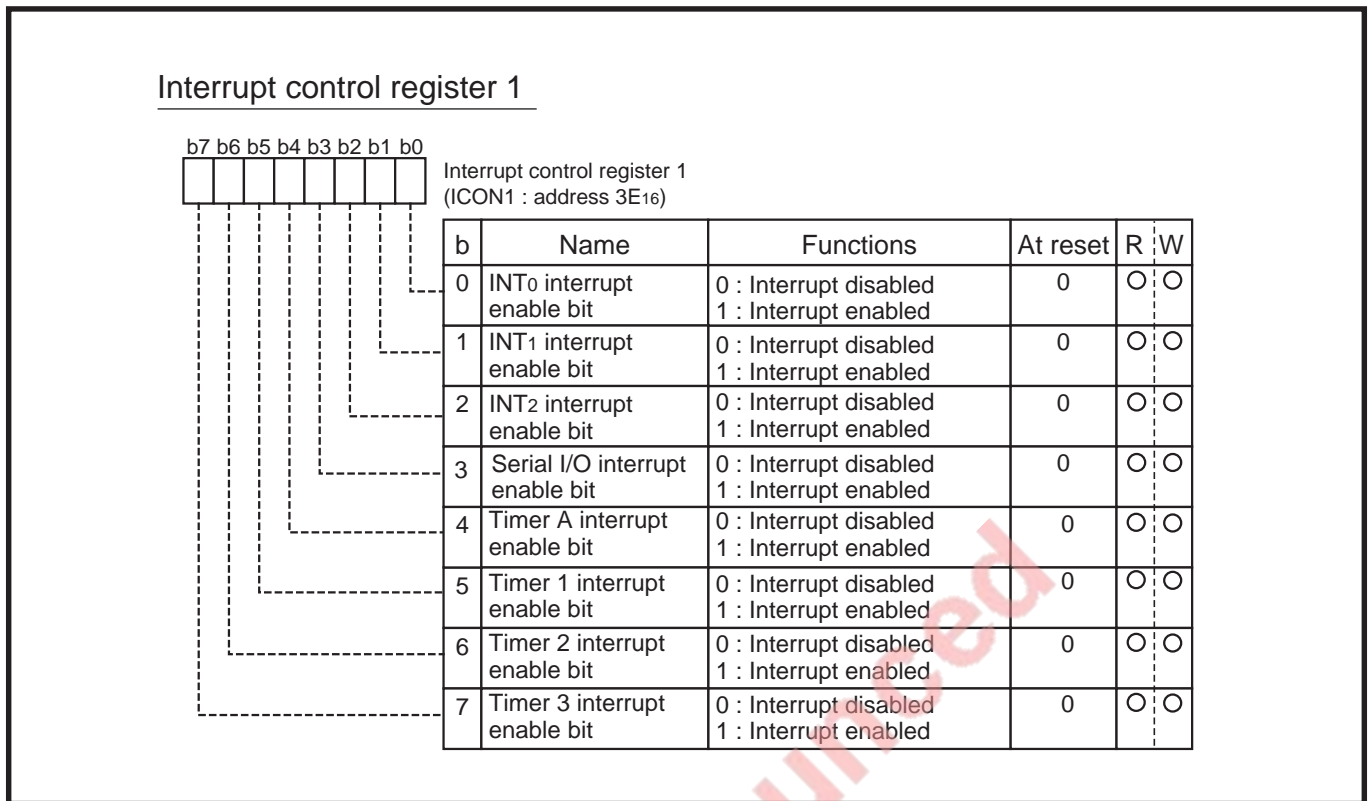 Interrupt control register 1
b7 b6 b5 b4 b3 b2 b1 b0
Interrupt control register 1
(ICON1 : address 3E16)
b Name Functions At reset R W
0 INT0 interrupt enable bit 0 : Interrupt disabled 1 : Interrupt enabled 0 O O
1 INT1 interrupt enable bit 0 : Interrupt disabled 1 : Interrupt enabled 0 O O
2 INT2 interrupt enable bit 0 : Interrupt disabled 1 : Interrupt enabled 0 O O
3 Serial I/O interrupt enable bit 0 : Interrupt disabled 1 : Interrupt enabled 0 O O
4 Timer A interrupt enable bit 0 : Interrupt disabled 1 : Interrupt enabled 0 O O
5 Timer 1 interrupt enable bit 0 : Interrupt disabled 1 : Interrupt enabled 0 O O
6 Timer 2 interrupt enable bit 0 : Interrupt disabled 1 : Interrupt enabled 0 O O
7 Timer 3 interrupt enable bit 0 : Interrupt disabled 1 : Interrupt enabled 0 O O
unced